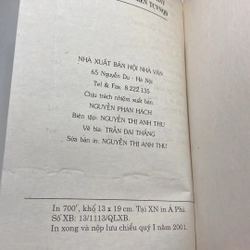 NHÀ XUẤT BẢN HỘI NHÀ VĂN
65 Nguyễn Du - Hà Nội
Tel & Fax: 8.222.135
Chịu trách nhiệm xuất bản:
NGUYỄN PHAN HÁCH
Biên tập: NGUYỄN THỊ ANH THƯ
Vẽ bìa: TRẦN ĐẠI THẮNG
Sửa bản in: NGUYỄN THỊ ANH THƯ
In 700ᶜ, khổ 13 x 19 cm. Tại XN in Á Phi.
Số XB: 13/1113/QLXB.
In xong và nộp lưu chiểu quý I năm 2001.